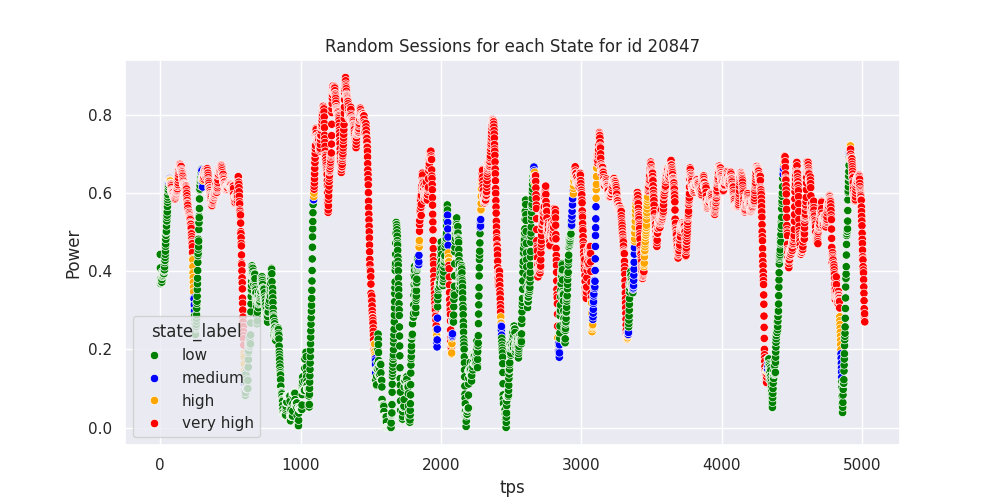 Random Sessions for each State for id 20847
Power
0.8
0.6
0.4
0.2
0.0
state_label
low
medium
high
very high
0
1000
2000
3000
4000
5000
tps